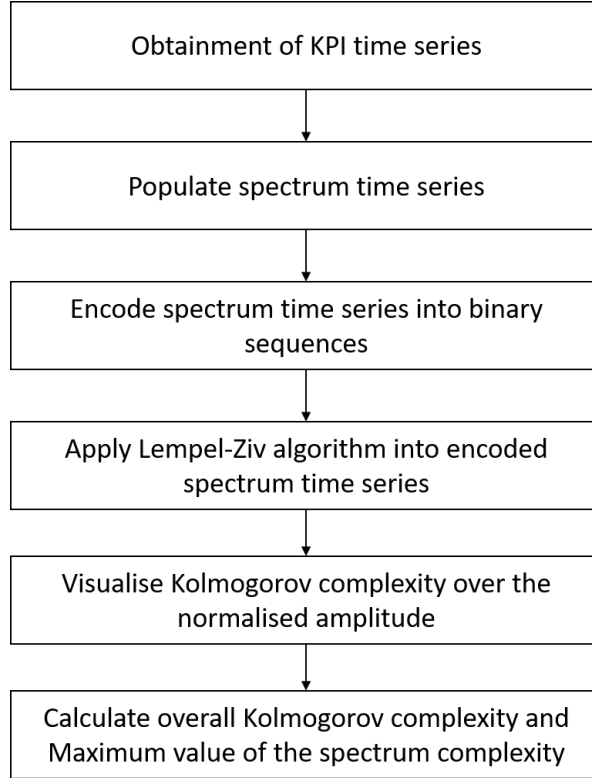 Obtainment of KPI time series
Populate spectrum time series
Encode spectrum time series into binary
sequences
Apply Lempel-Ziv algorithm into encoded
spectrum time series
Visualise Kolmogorov complexity over the
normalised amplitude
Calculate overall Kolmogorov complexity and
Maximum value of the spectrum complexity